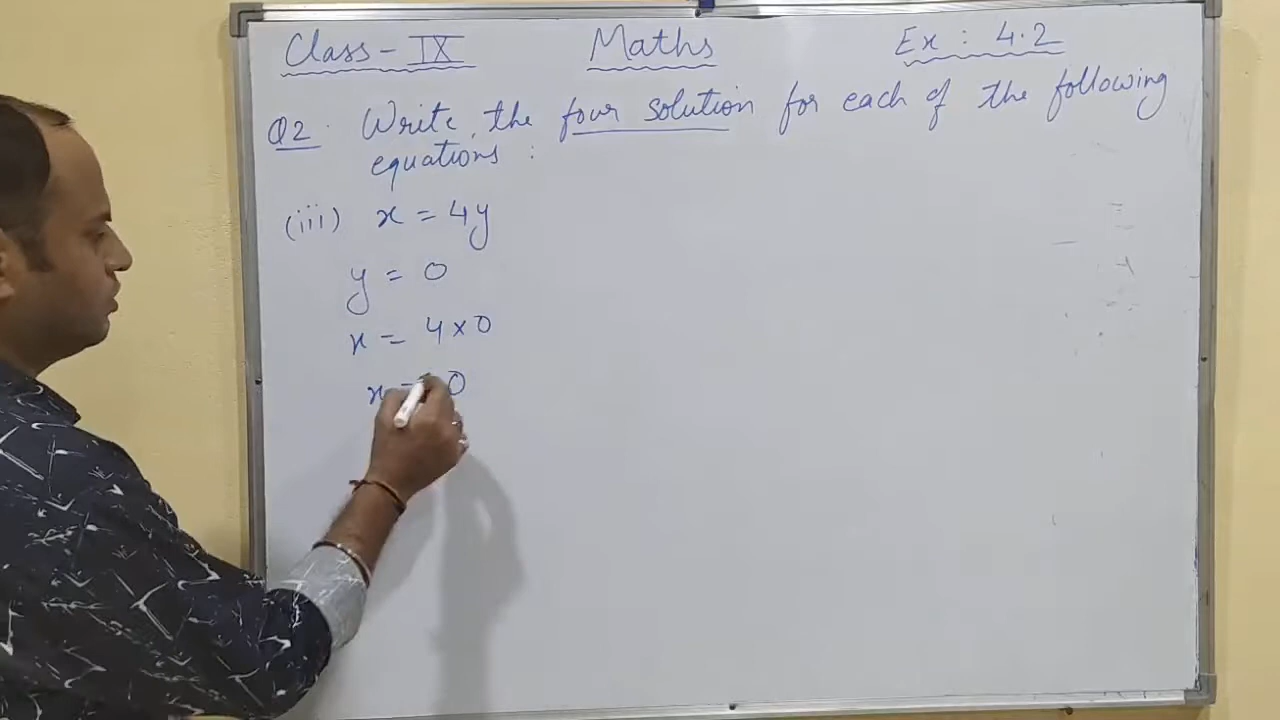 Class - IX Maths Ex : 4.2
Q2. Write the four solution for each of the following
equations :
(iii) x = 4y
y = 0
x = 4 × 0
x = 0